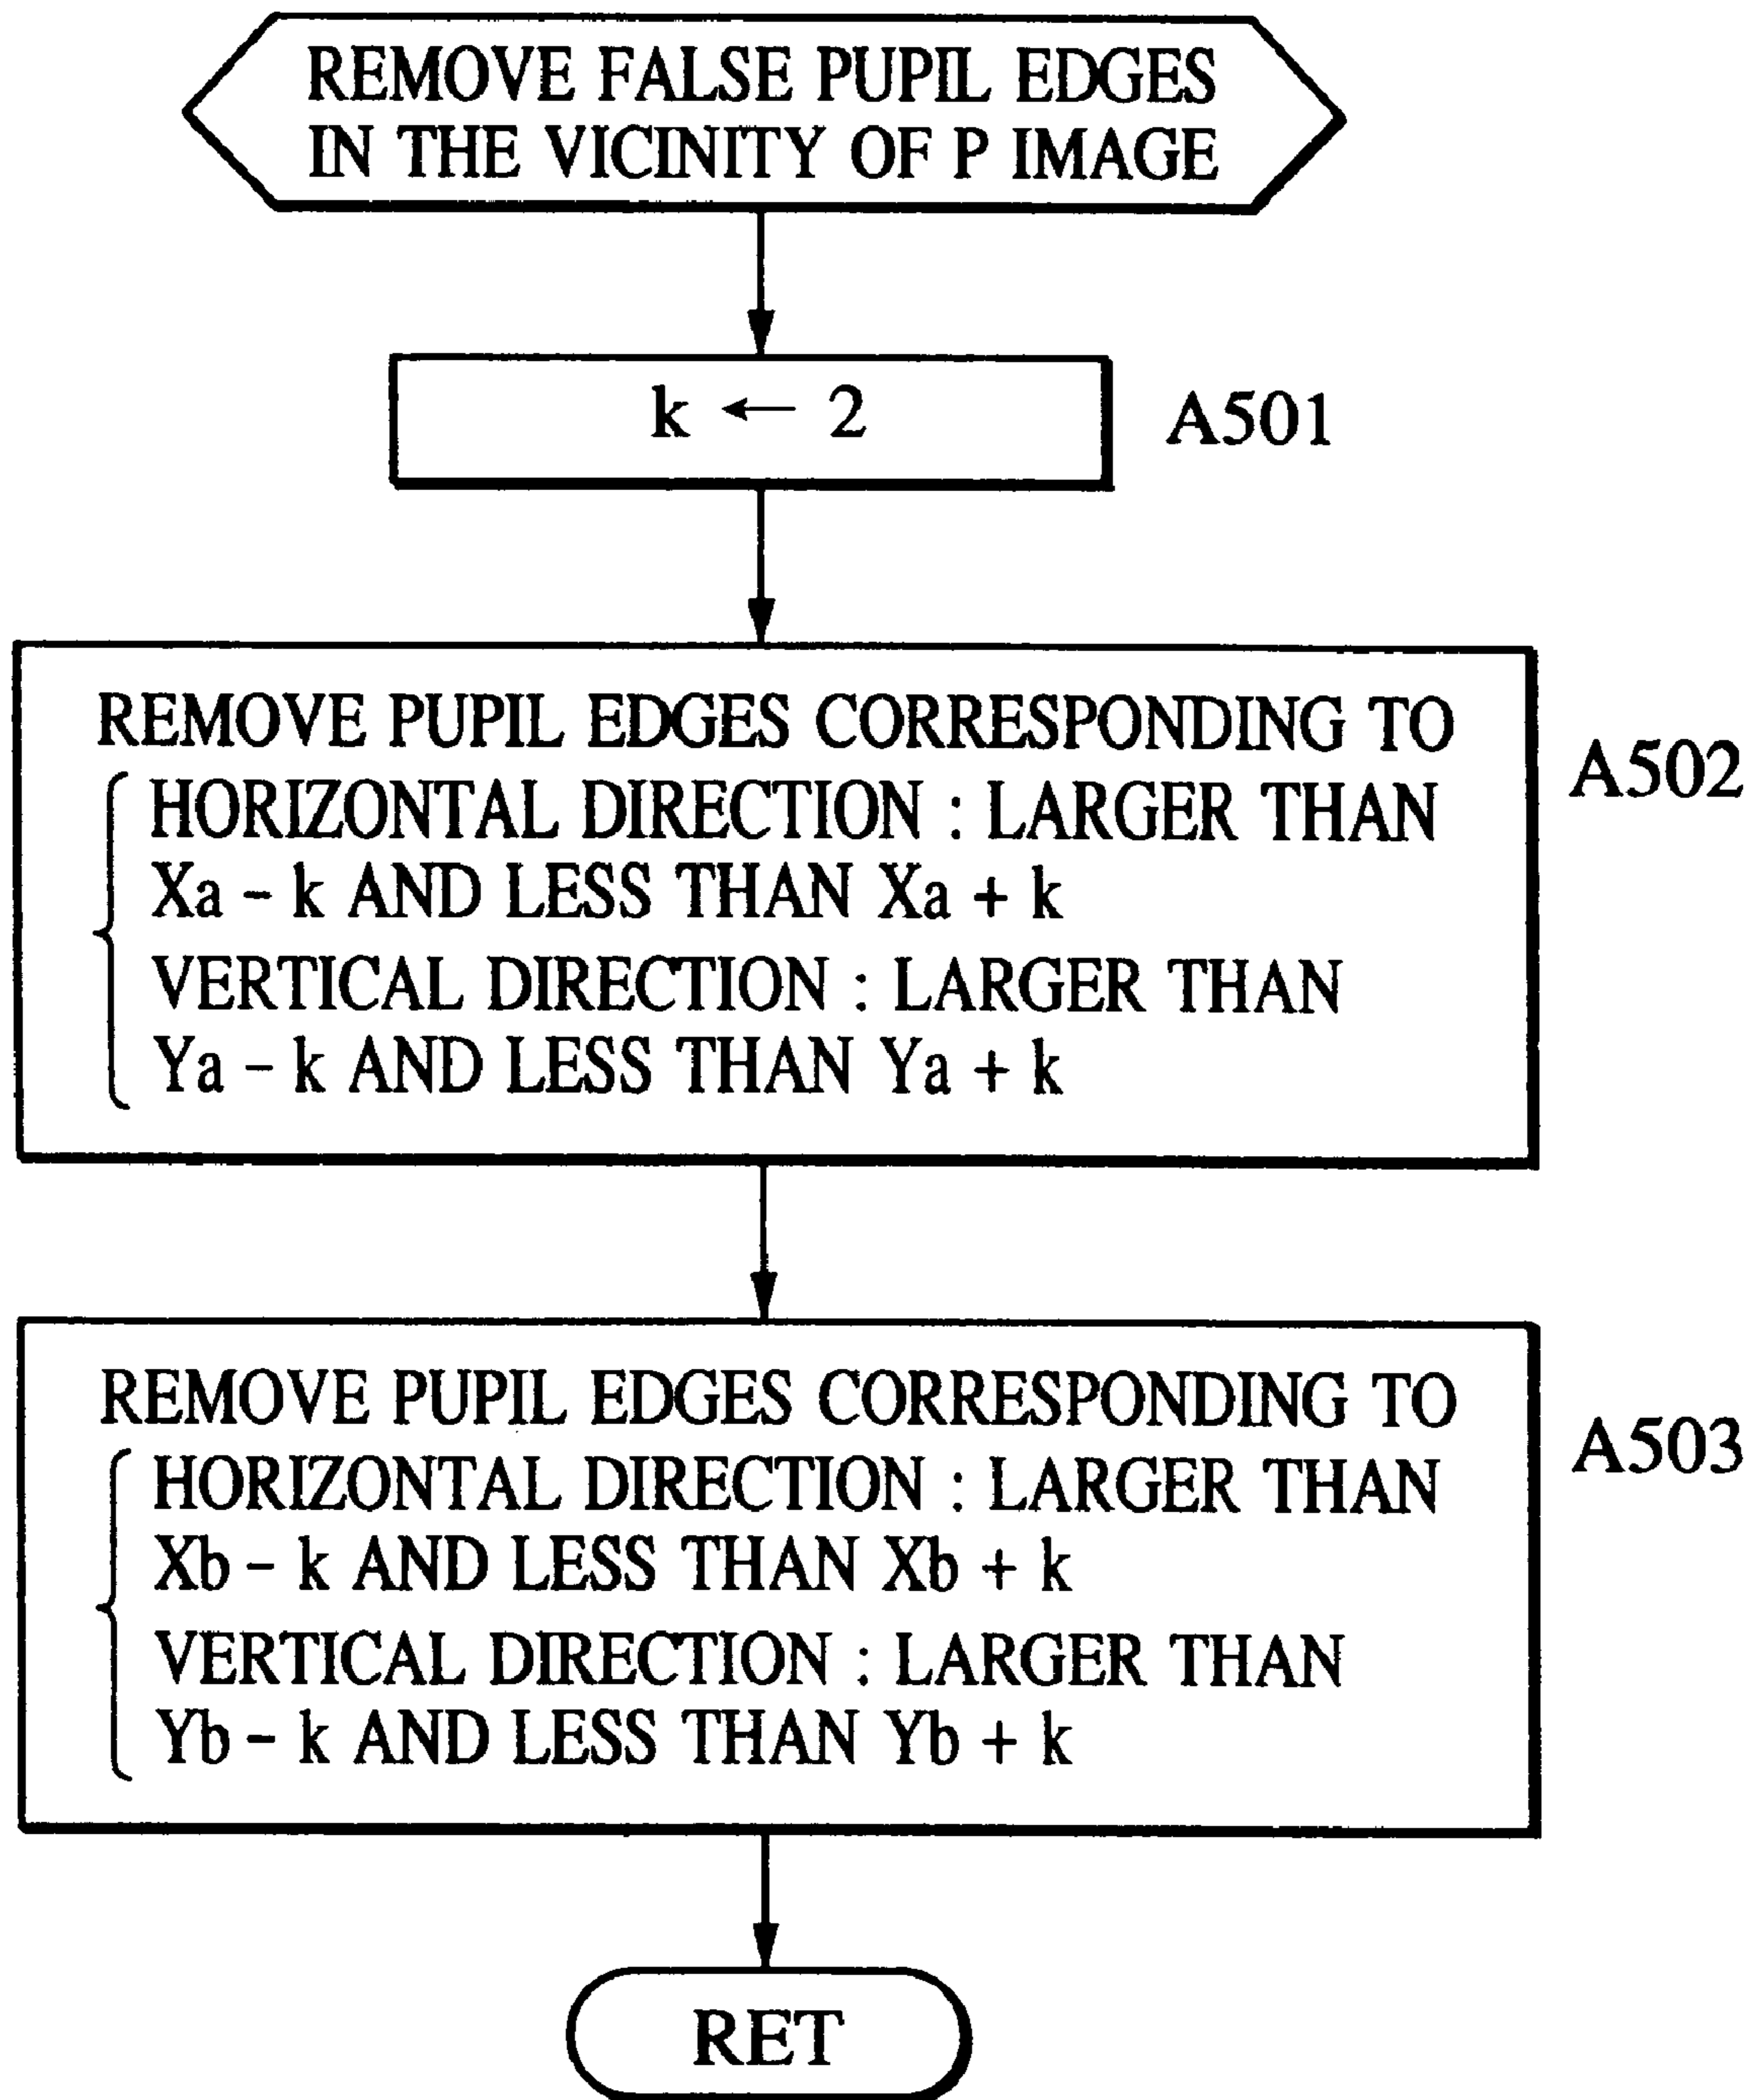 REMOVE FALSE PUPIL EDGES
IN THE VICINITY OF P IMAGE
k ← 2
A501
REMOVE PUPIL EDGES CORRESPONDING TO
HORIZONTAL DIRECTION : LARGER THAN
Xa – k AND LESS THAN Xa + k
VERTICAL DIRECTION : LARGER THAN
Ya – k AND LESS THAN Ya + k
A502
REMOVE PUPIL EDGES CORRESPONDING TO
HORIZONTAL DIRECTION : LARGER THAN
Xb – k AND LESS THAN Xb + k
VERTICAL DIRECTION : LARGER THAN
Yb – k AND LESS THAN Yb + k
A503
RET